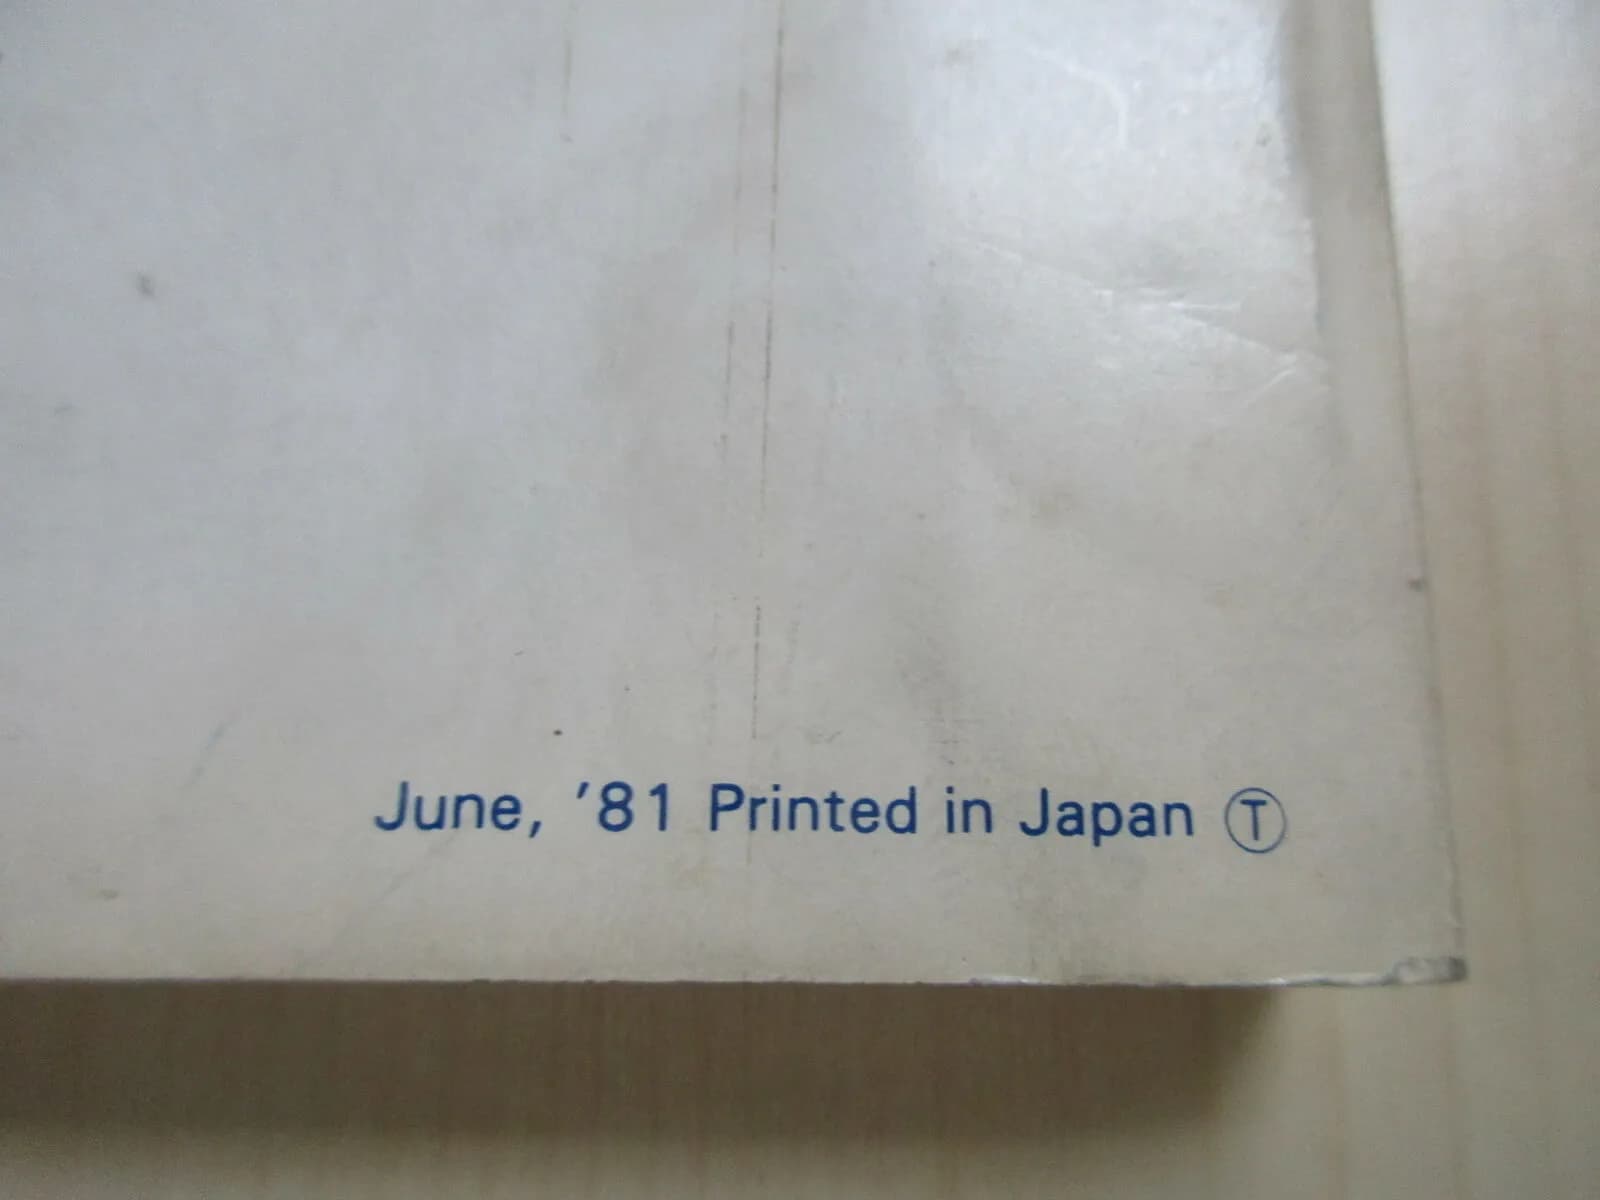 June, '81 Printed in Japan Ⓣ